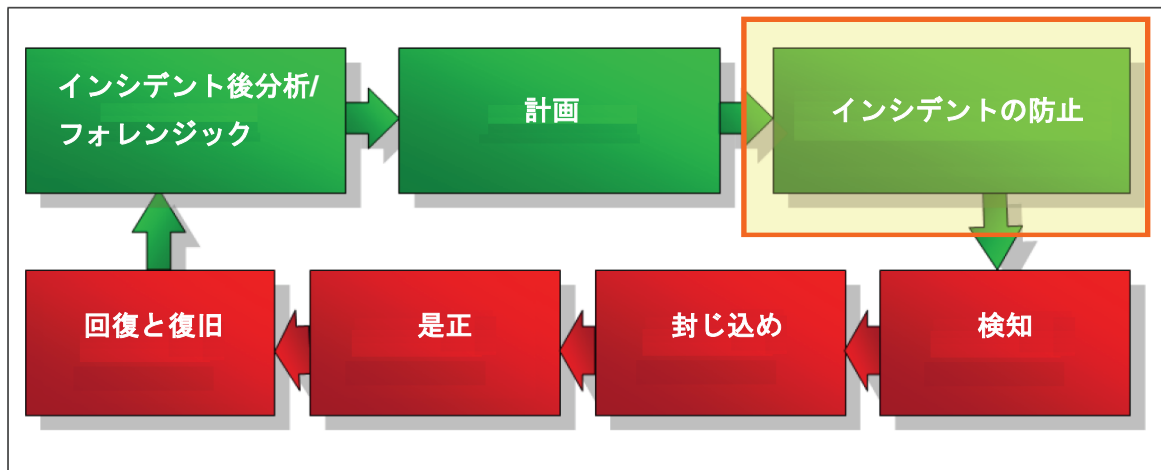 インシデント後分析/
フォレンジック
計画
インシデントの防止
回復と復旧
是正
封じ込め
検知